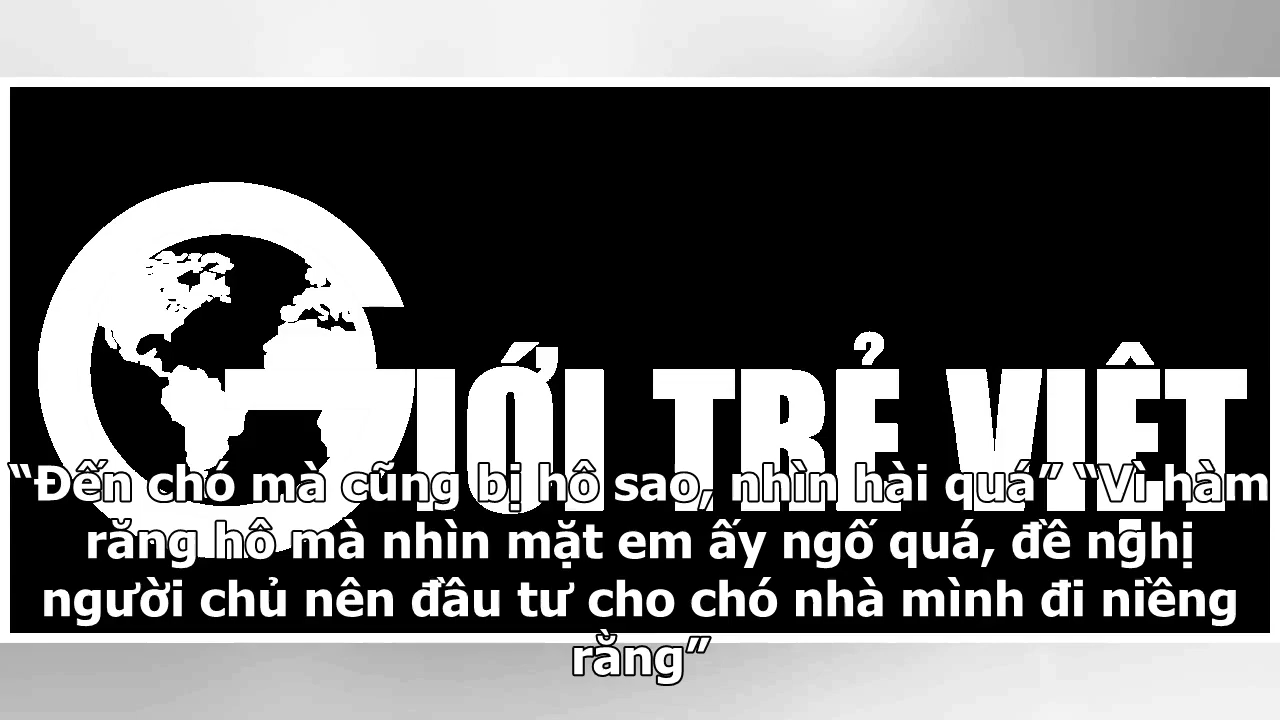 GIỚI TRẺ VIỆT
“Đến chó mà cũng bị hô sao, nhìn hài quá” “Vì hàm
răng hô mà nhìn mặt em ấy ngố quá, đề nghị
người chủ nên đầu tư cho chó nhà mình đi niềng
rằng”